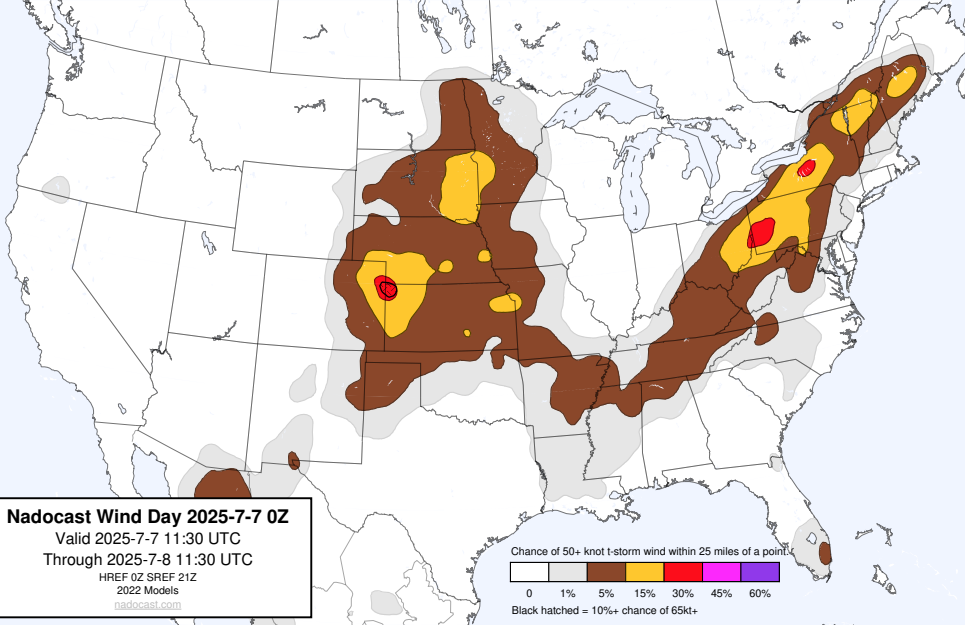 Nadocast Wind Day 2025-7-7 0Z
Valid 2025-7-7 11:30 UTC
Through 2025-7-8 11:30 UTC
HREF 0Z SREF 21Z
2022 Models
nadocast.com
Chance of 50+ knot t-storm wind within 25 miles of a point.
0 1% 5% 15% 30% 45% 60%
Black hatched = 10%+ chance of 65kt+